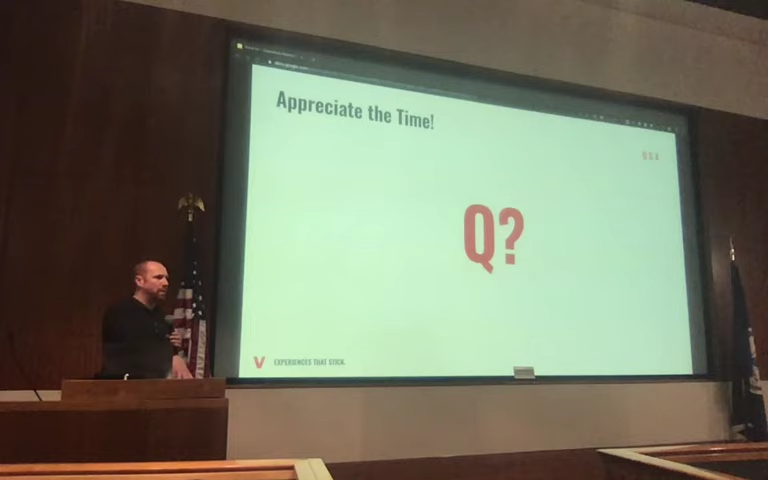 Appreciate the Time!
Q & A
Q?
V EXPERIENCES THAT STICK.